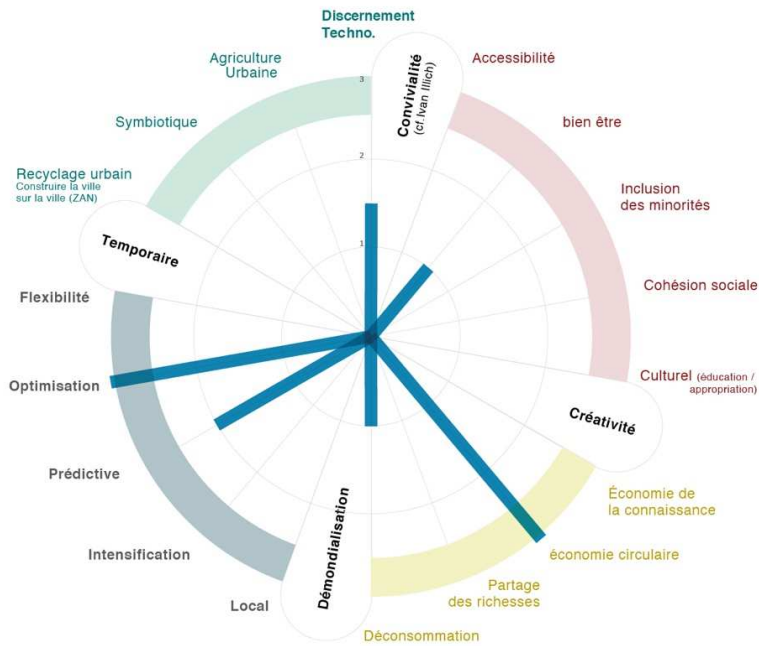 Discernement
Techno.
Convivialité
(cf. Ivan Illich)
Accessibilité
bien être
Inclusion
des minorités
Cohésion sociale
Culturel (éducation /
appropriation)
Créativité
Économie de
la connaissance
économie circulaire
Partage
des richesses
Déconsommation
Démondialisation
Local
Intensification
Prédictive
Optimisation
Flexibilité
Temporaire
Recyclage urbain
Construire la ville
sur la ville (ZAN)
Symbiotique
Agriculture
Urbaine
3
2
1